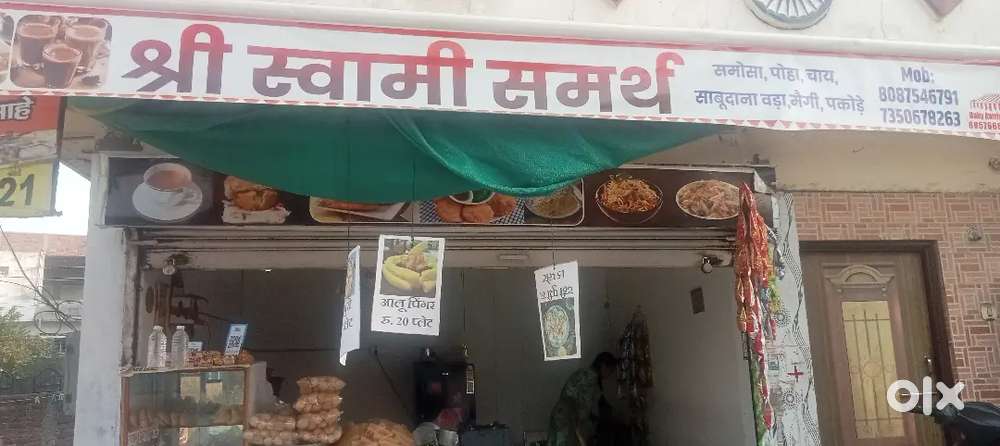 श्री स्वामी समर्थ
समोसा, पोहा, चाय,
साबूदाना वड़ा,मैगी, पकोड़े
Mob:
8087546791
7350678263
21
आलू फिंगर
रु. 20 प्लेट
olx